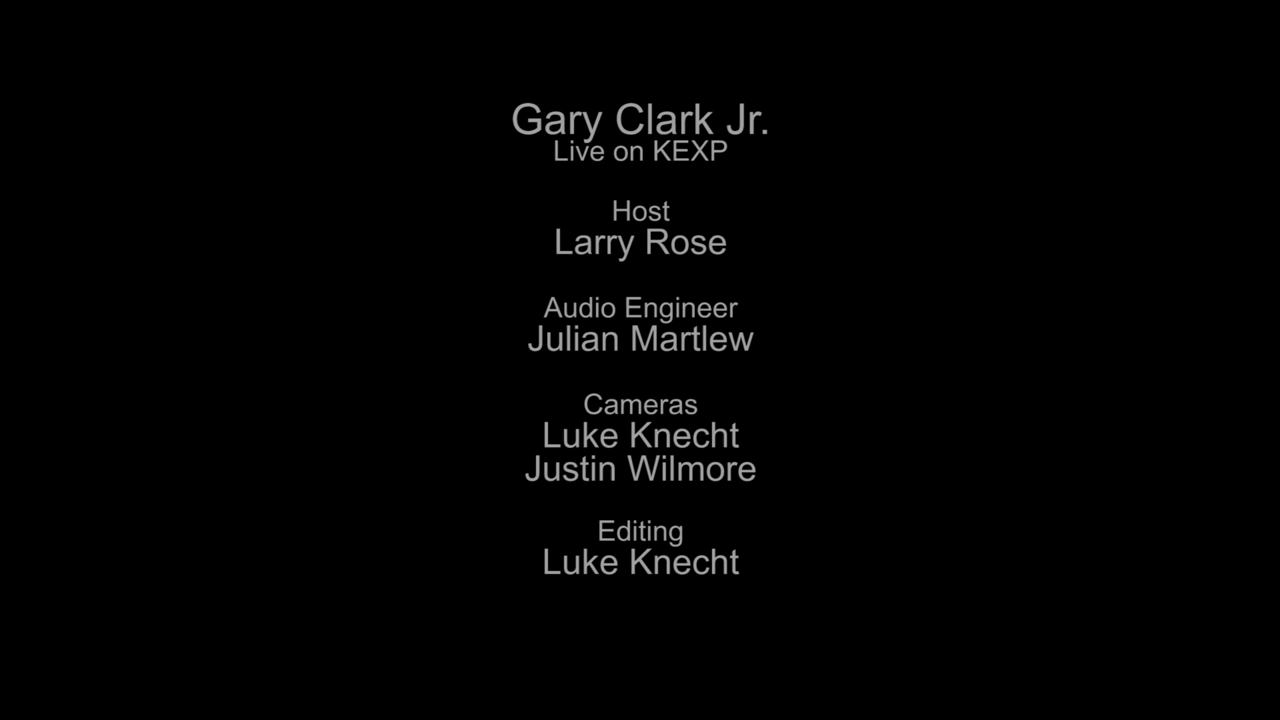 Gary Clark Jr.
Live on KEXP
Host
Larry Rose
Audio Engineer
Julian Martlew
Cameras
Luke Knecht
Justin Wilmore
Editing
Luke Knecht